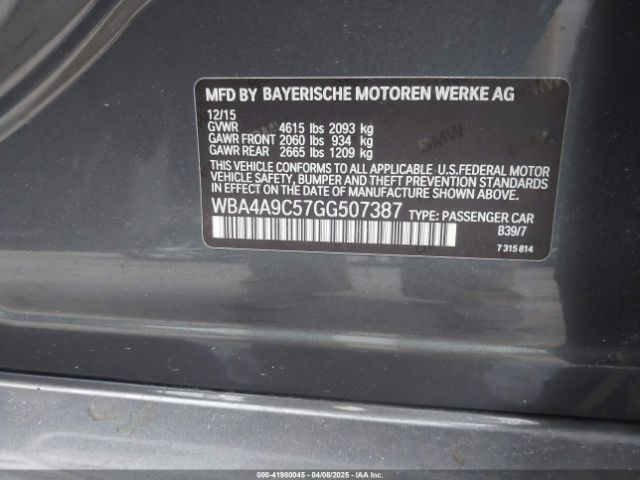 MFD BY BAYERISCHE MOTOREN WERKE AG
12/15
GVWR 4615 lbs 2093 kg
GAWR FRONT 2060 lbs 934 kg
GAWR REAR 2665 lbs 1209 kg
THIS VEHICLE CONFORMS TO ALL APPLICABLE U.S.FEDERAL MOTOR
VEHICLE SAFETY, BUMPER, AND THEFT PREVENTION STANDARDS
IN EFFECT ON THE DATE OF MANUFACTURE SHOWN ABOVE.
WBA4A9C57GG507387 TYPE: PASSENGER CAR
B39/7
7 315 814
000-41980045 - 04/08/2025 - IAAI.COM